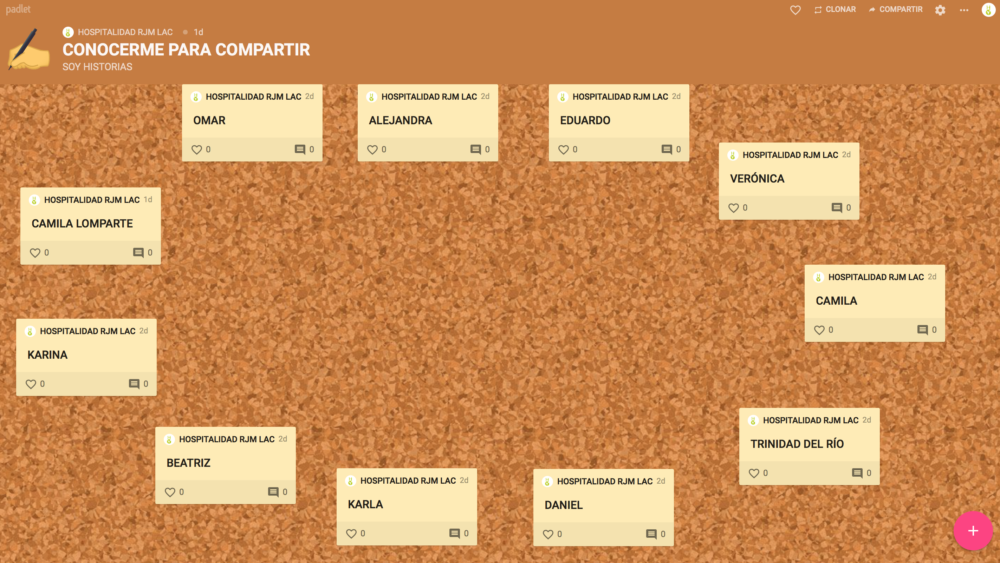 padlet
CLONAR
COMPARTIR
HOSPITALIDAD RJM LAC 1d
CONOCERME PARA COMPARTIR
SOY HISTORIAS
HOSPITALIDAD RJM LAC 2d
OMAR
0 0
HOSPITALIDAD RJM LAC 2d
ALEJANDRA
0 0
HOSPITALIDAD RJM LAC 2d
EDUARDO
0 0
HOSPITALIDAD RJM LAC 2d
VERÓNICA
0 0
HOSPITALIDAD RJM LAC 1d
CAMILA LOMPARTE
0 0
HOSPITALIDAD RJM LAC 2d
CAMILA
0 0
HOSPITALIDAD RJM LAC 2d
KARINA
0 0
HOSPITALIDAD RJM LAC 2d
TRINIDAD DEL RÍO
0 0
HOSPITALIDAD RJM LAC 2d
BEATRIZ
0 0
HOSPITALIDAD RJM LAC 2d
KARLA
0 0
HOSPITALIDAD RJM LAC 2d
DANIEL
0 0